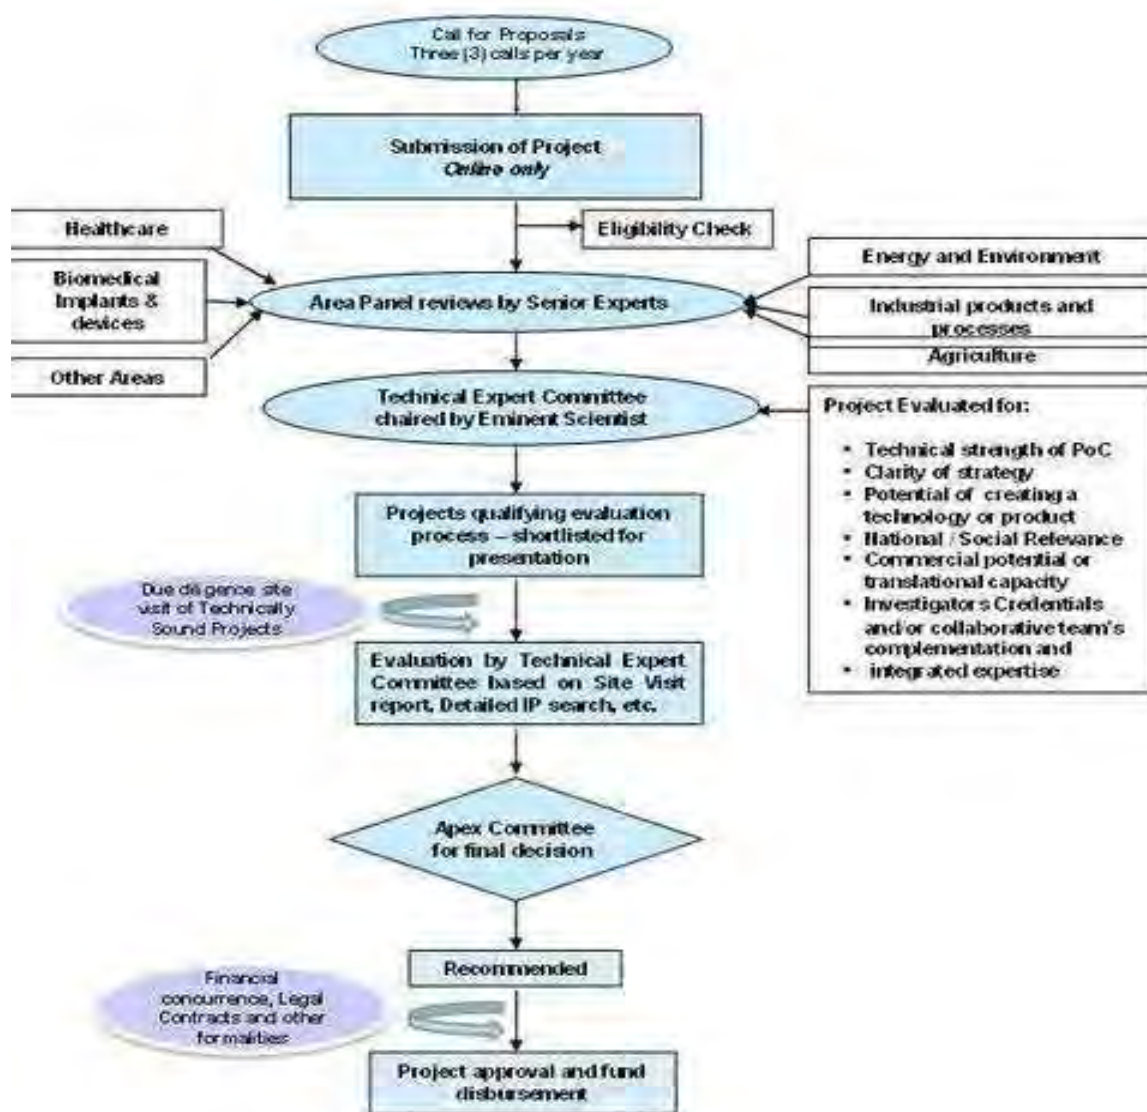 Call for Proposals
Three (3) calls per year
Submission of Project
Online only
Eligibility Check
Healthcare
Biomedical
Implants &
devices
Other Areas
Area Panel reviews by Senior Experts
Energy and Environment
Industrial products and
processes
Agriculture
Technical Expert Committee
chaired by Eminent Scientist
Project Evaluated for:
• Technical strength of PoC
• Clarity of strategy
• Potential of creating a
technology or product
• National / Social Relevance
• Commercial potential or
translational capacity
• Investigators Credentials
and/or collaborative team's
complementation and
• integrated expertise
Projects qualifying evaluation
process – shortlisted for
presentation
Due diligence site
visit of Technically
Sound Projects
Evaluation by Technical Expert
Committee based on Site Visit
report, Detailed IP search, etc.
Apex Committee
for final decision
Recommended
Financial
concurrence, Legal
Contracts and other
formalities
Project approval and fund
disbursement